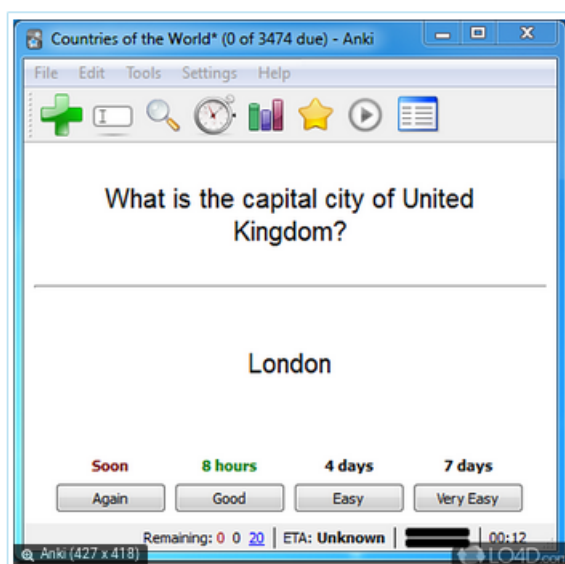 Countries of the World* (0 of 3474 due) - Anki
File Edit Tools Settings Help
What is the capital city of United
Kingdom?
London
Soon 8 hours 4 days 7 days
Again Good Easy Very Easy
Remaining: 0 0 20 ETA: Unknown 00:12
Anki (427 x 418) LO4D.com